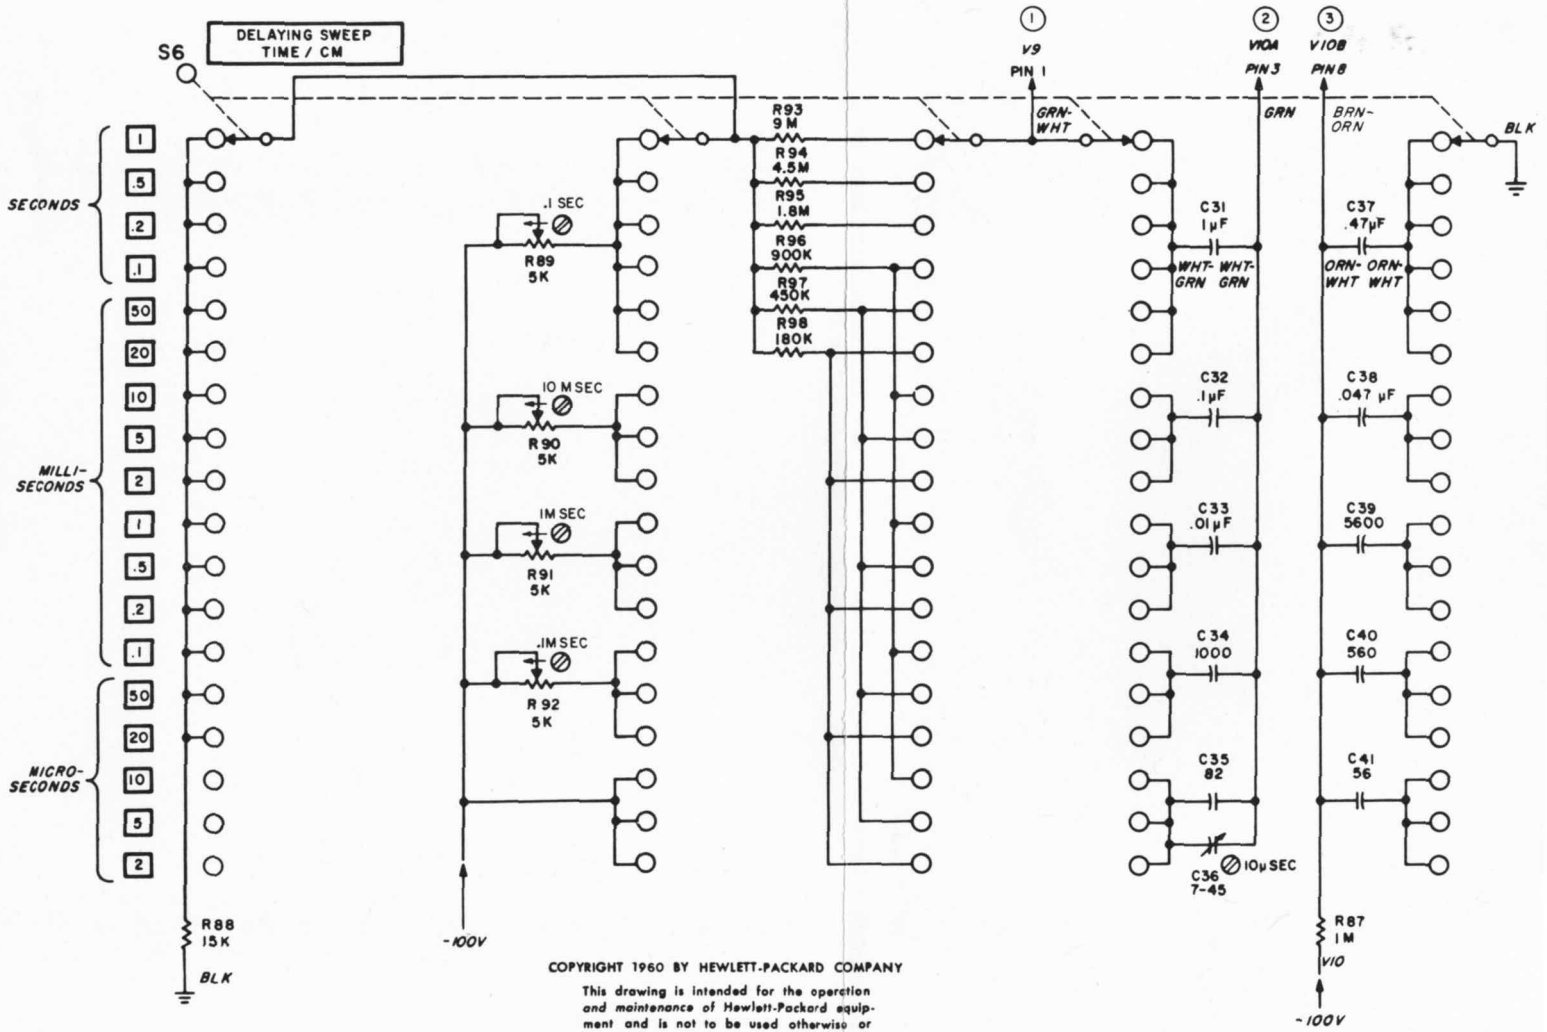 DELAYING SWEEP
TIME / CM
S6
1
2
3
V9
V10A
V10B
PIN 1
PIN 3
PIN 8
GRN-
WHT
GRN
BRN-
ORN
BLK
SECONDS
1
.5
.2
.1
MILLI-
SECONDS
50
20
10
5
2
1
.5
.2
.1
MICRO-
SECONDS
50
20
10
5
2
R88
15K
BLK
.1 SEC
R89
5K
10 MSEC
R90
5K
1M SEC
R91
5K
.1M SEC
R92
5K
-100V
R93
9M
R94
4.5M
R95
1.8M
R96
900K
R97
450K
R98
180K
C31
1µF
WHT- WHT-
GRN GRN
C32
.1µF
C33
.01µF
C34
1000
C35
82
C36
7-45
10µSEC
C37
.47µF
ORN- ORN-
WHT WHT
C38
.047 µF
C39
5600
C40
560
C41
56
R87
1M
V10
-100V
COPYRIGHT 1960 BY HEWLETT-PACKARD COMPANY
This drawing is intended for the operation
and maintenance of Hewlett-Packard equip-
ment and is not to be used otherwise or